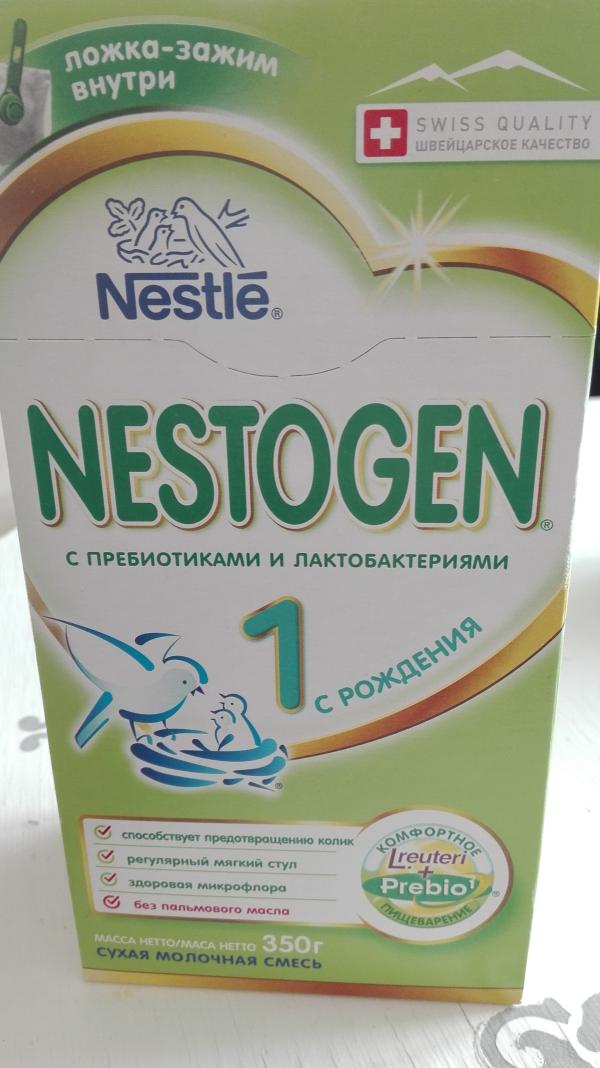 ложка-зажим
внутри
SWISS QUALITY
ШВЕЙЦАРСКОЕ КАЧЕСТВО
Nestlé®
NESTOGEN®
С ПРЕБИОТИКАМИ И ЛАКТОБАКТЕРИЯМИ
1
С РОЖДЕНИЯ
®
способствует предотвращению колик
регулярный мягкий стул
здоровая микрофлора
без пальмового масла
КОМФОРТНОЕ
L.reuteri
+
Prebio1®
ПИЩЕВАРЕНИЕ
МАССА НЕТТО/МАСА НЕТТО 350г
СУХАЯ МОЛОЧНАЯ СМЕСЬ